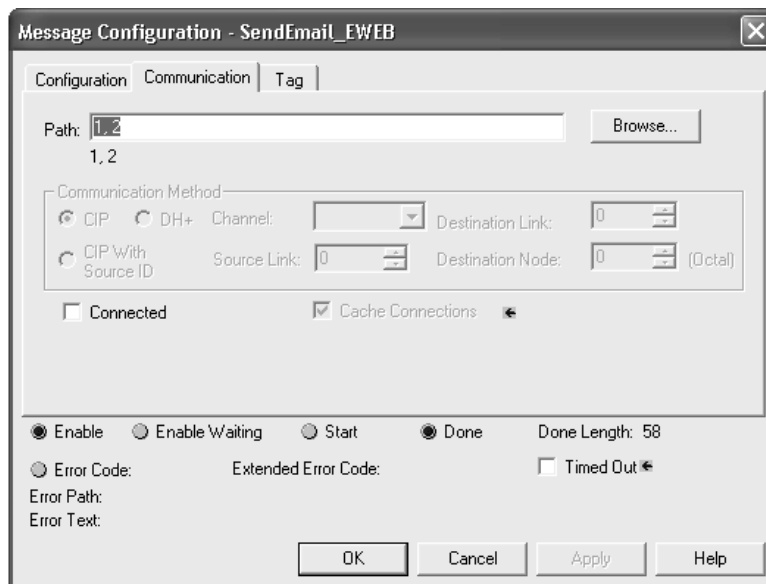 Message Configuration - SendEmail_EWEB
Configuration Communication Tag
Path: 1, 2 Browse...
1, 2
Communication Method
CIP DH+ Channel: Destination Link: 0
CIP With Source ID Source Link: 0 Destination Node: 0 (Octal)
Connected Cache Connections
Enable Enable Waiting Start Done Done Length: 58
Error Code: Extended Error Code: Timed Out
Error Path:
Error Text:
OK Cancel Apply Help